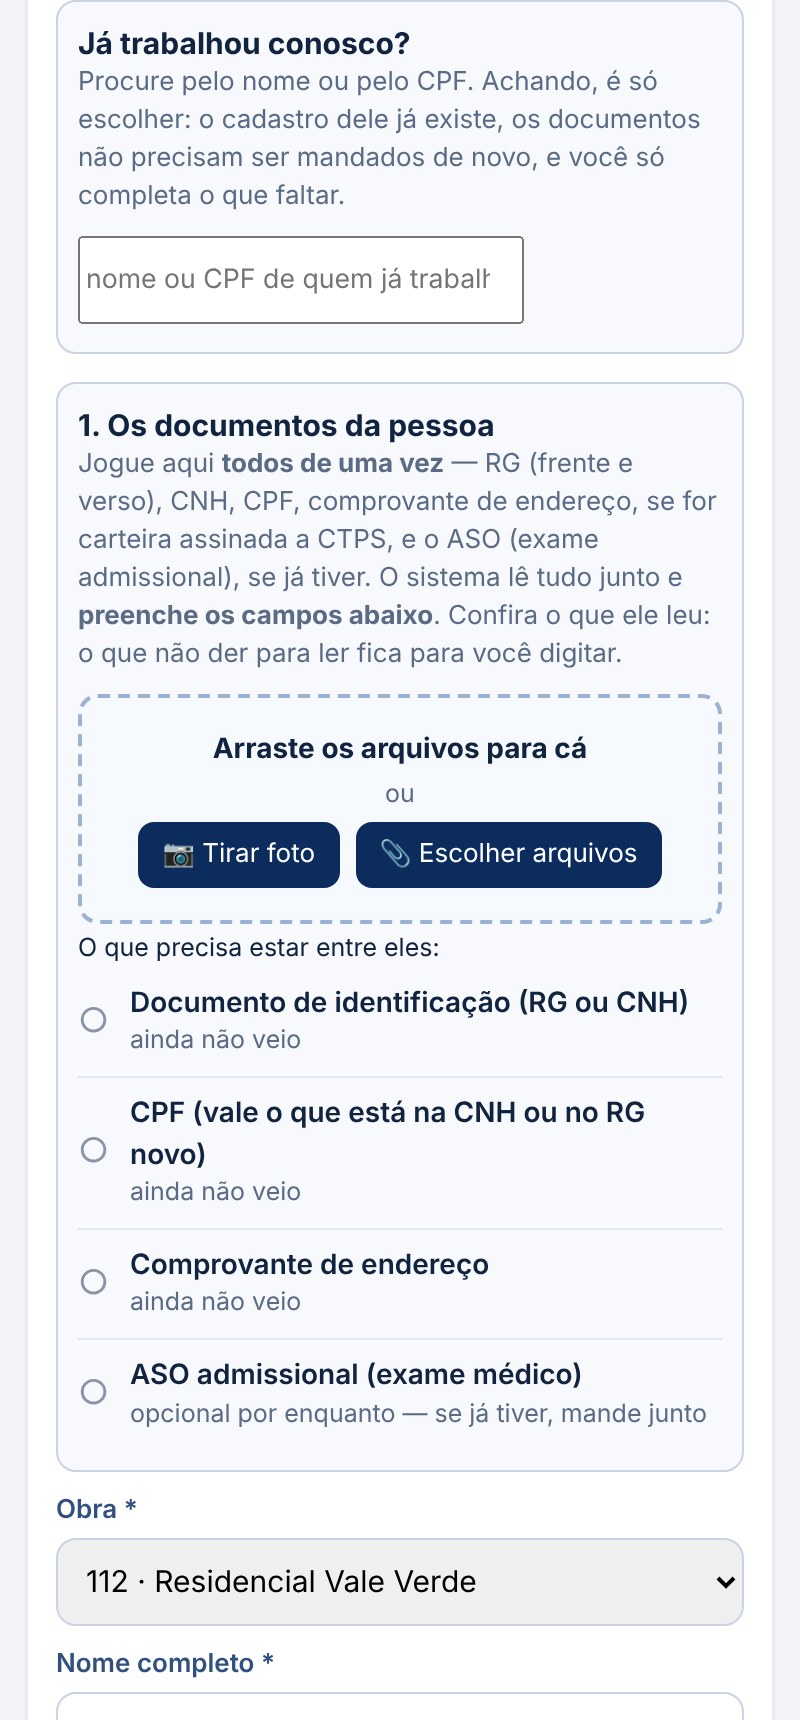 Já trabalhou conosco?
Procure pelo nome ou pelo CPF. Achando, é só
escolher: o cadastro dele já existe, os documentos
não precisam ser mandados de novo, e você só
completa o que faltar.
nome ou CPF de quem já trabalh
1. Os documentos da pessoa
Jogue aqui todos de uma vez — RG (frente e
verso), CNH, CPF, comprovante de endereço, se for
carteira assinada a CTPS, e o ASO (exame
admissional), se já tiver. O sistema lê tudo junto e
preenche os campos abaixo. Confira o que ele leu:
o que não der para ler fica para você digitar.
Arraste os arquivos para cá
ou
📷 Tirar foto
📎 Escolher arquivos
O que precisa estar entre eles:
Documento de identificação (RG ou CNH)
ainda não veio
CPF (vale o que está na CNH ou no RG
novo)
ainda não veio
Comprovante de endereço
ainda não veio
ASO admissional (exame médico)
opcional por enquanto — se já tiver, mande junto
Obra *
112 · Residencial Vale Verde
Nome completo *